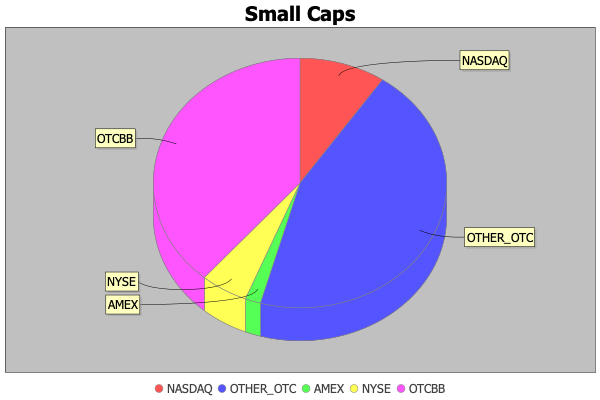 Small Caps
NASDAQ
OTCBB
OTHER_OTC
NYSE
AMEX
NASDAQ OTHER_OTC AMEX NYSE OTCBB